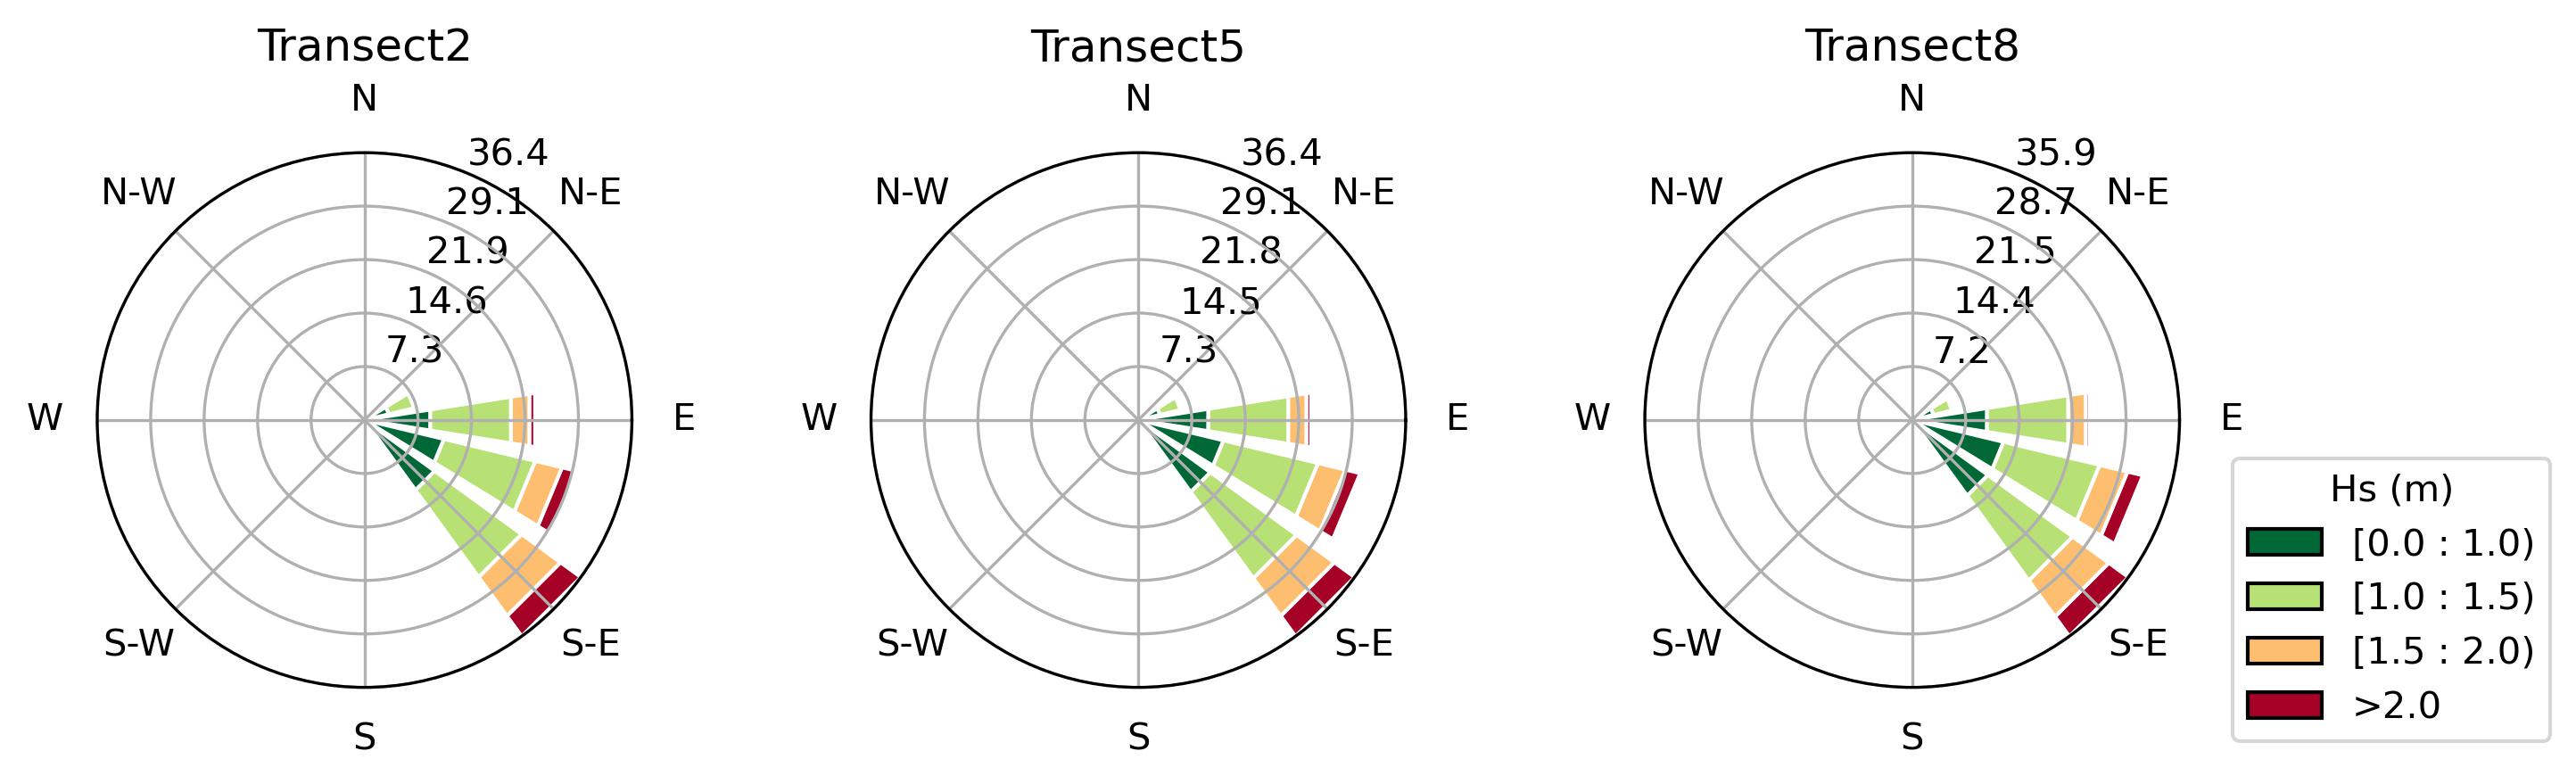 Transect2
N
N-W
N-E
36.4
29.1
21.9
14.6
7.3
W
E
S-W
S-E
S
Transect5
N
N-W
N-E
36.4
29.1
21.8
14.5
7.3
W
E
S-W
S-E
S
Transect8
N
N-W
N-E
35.9
28.7
21.5
14.4
7.2
W
E
S-W
S-E
S
Hs (m)
[0.0 : 1.0)
[1.0 : 1.5)
[1.5 : 2.0)
>2.0